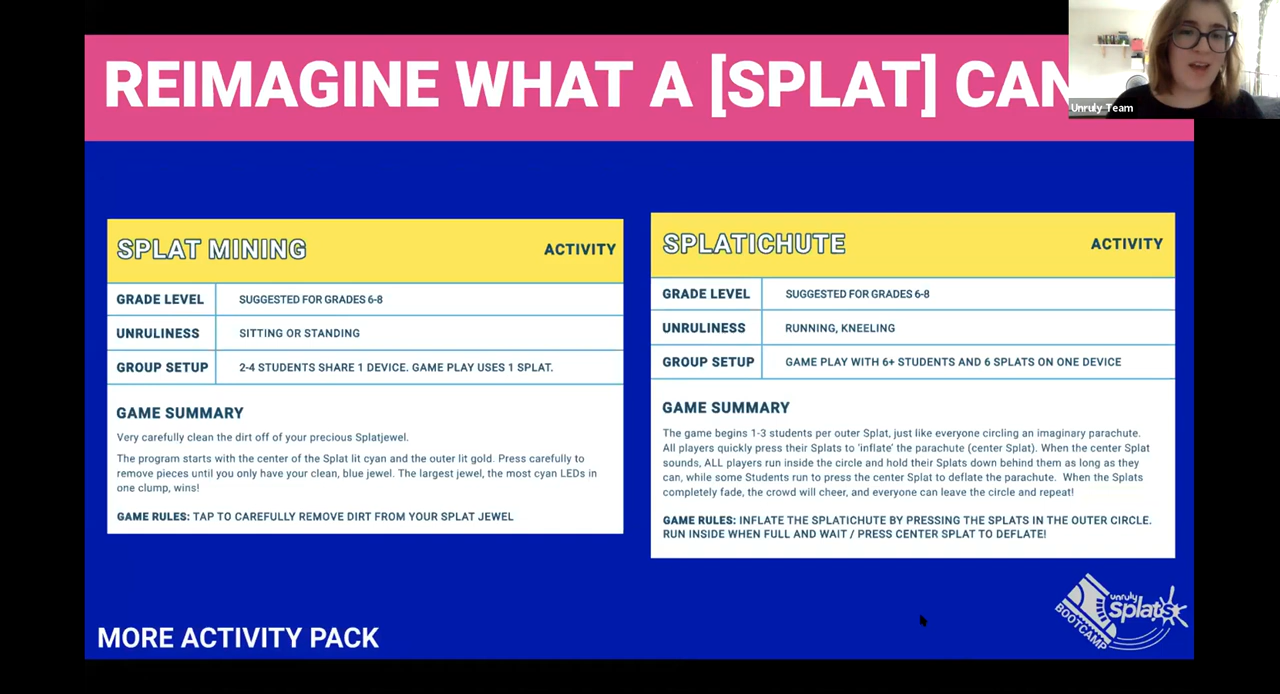 REIMAGINE WHAT A [SPLAT] CAN
Unruly Team
SPLAT MINING
ACTIVITY
GRADE LEVEL
SUGGESTED FOR GRADES 6-8
UNRULINESS
SITTING OR STANDING
GROUP SETUP
2-4 STUDENTS SHARE 1 DEVICE. GAME PLAY USES 1 SPLAT.
GAME SUMMARY
Very carefully clean the dirt off of your precious Splatjewel.
The program starts with the center of the Splat lit cyan and the outer lit gold. Press carefully to
remove pieces until you only have your clean, blue jewel. The largest jewel, the most cyan LEDs in
one clump, wins!
GAME RULES: TAP TO CAREFULLY REMOVE DIRT FROM YOUR SPLAT JEWEL
SPLATICHUTE
ACTIVITY
GRADE LEVEL
SUGGESTED FOR GRADES 6-8
UNRULINESS
RUNNING, KNEELING
GROUP SETUP
GAME PLAY WITH 6+ STUDENTS AND 6 SPLATS ON ONE DEVICE
GAME SUMMARY
The game begins 1-3 students per outer Splat, just like everyone circling an imaginary parachute.
All players quickly press their Splats to 'inflate' the parachute (center Splat). When the center Splat
sounds, ALL players run inside the circle and hold their Splats down behind them as long as they
can, while some Students run to press the center Splat to deflate the parachute. When the Splats
completely fade, the crowd will cheer, and everyone can leave the circle and repeat!
GAME RULES: INFLATE THE SPLATICHUTE BY PRESSING THE SPLATS IN THE OUTER CIRCLE.
RUN INSIDE WHEN FULL AND WAIT / PRESS CENTER SPLAT TO DEFLATE!
MORE ACTIVITY PACK
unruly
splats
BOOTCAMP